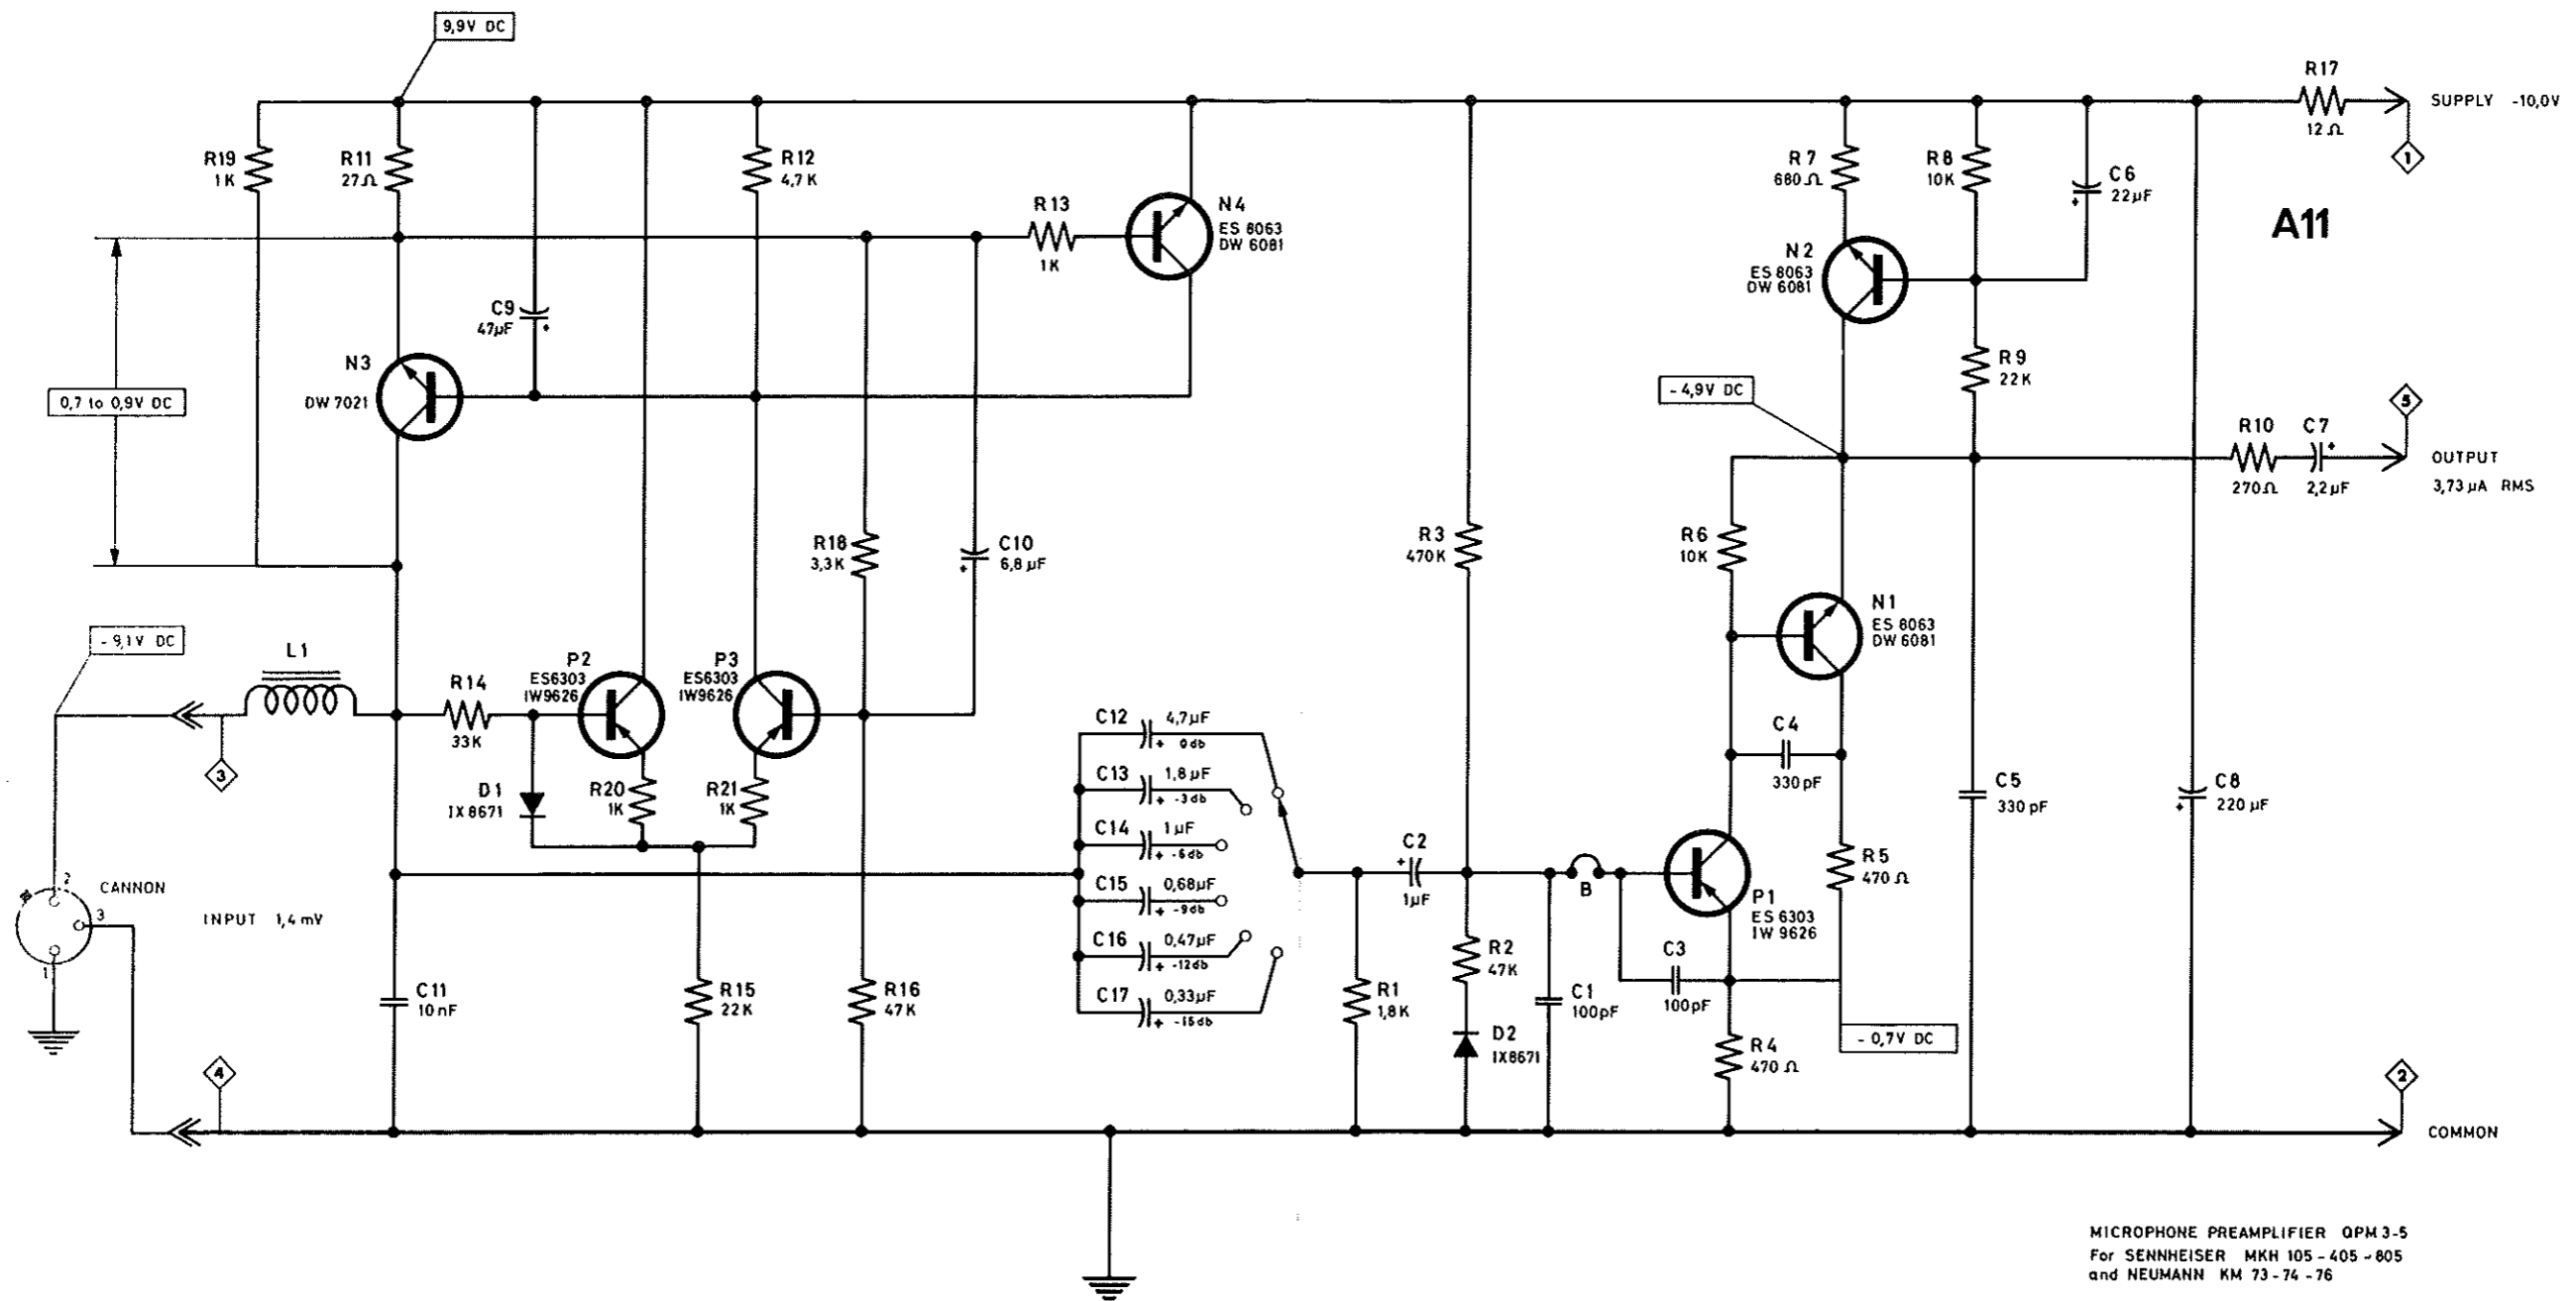 9,9V DC
R17
12 Ω
SUPPLY -10,0V
1
R19
1K
R11
27Ω
R12
4,7 K
R13
1K
N4
ES 8063
DW 6081
R7
680 Ω
R8
10K
C6
22µF
A11
N2
ES 8063
DW 6081
C9
47µF
N3
DW 7021
0,7 to 0,9V DC
R9
22K
- 4,9V DC
5
R10
270Ω
C7
2,2µF
OUTPUT
3,73 µA RMS
R18
3,3K
C10
6,8 µF
R3
470K
R6
10K
N1
ES 8063
DW 6081
- 9,1V DC
L1
3
R14
33K
P2
ES6303
IW9626
P3
ES6303
IW9626
D1
IX8671
R20
1K
R21
1K
C12 4,7µF
+ 0db
C13 1,8µF
+ -3db
C14 1µF
+ -6db
C15 0,68µF
+ -9db
C16 0,47µF
+ -12db
C17 0,33µF
+ -15db
C4
330pF
C5
330 pF
C8
220 µF
C2
1µF
B
R5
470 Ω
P1
ES 6303
IW 9626
2
CANNON
3
1
INPUT 1,4 mV
C11
10nF
R15
22K
R16
47K
R1
1,8K
R2
47K
D2
IX8671
C1
100pF
C3
100pF
R4
470 Ω
- 0,7V DC
4
2
COMMON
MICROPHONE PREAMPLIFIER QPM 3-5
For SENNHEISER MKH 105 - 405 - 805
and NEUMANN KM 73 - 74 - 76